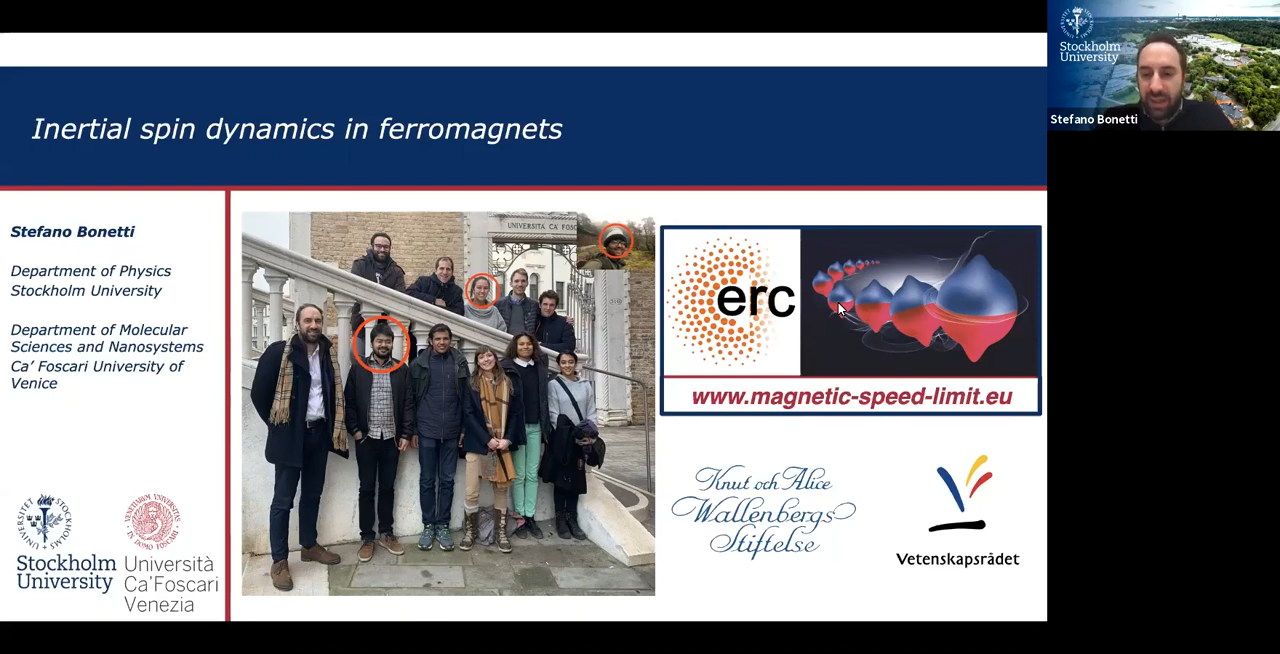 Inertial spin dynamics in ferromagnets
Stefano Bonetti
Department of Physics
Stockholm University
Department of Molecular
Sciences and Nanosystems
Ca’ Foscari University of
Venice
Stockholm
University
Università
Ca'Foscari
Venezia
UNIVERSITÀ CA' FOSC
erc
www.magnetic-speed-limit.eu
Knut och Alice
Wallenbergs
Stiftelse
Vetenskapsrådet
Stockholm
University
Stefano Bonetti